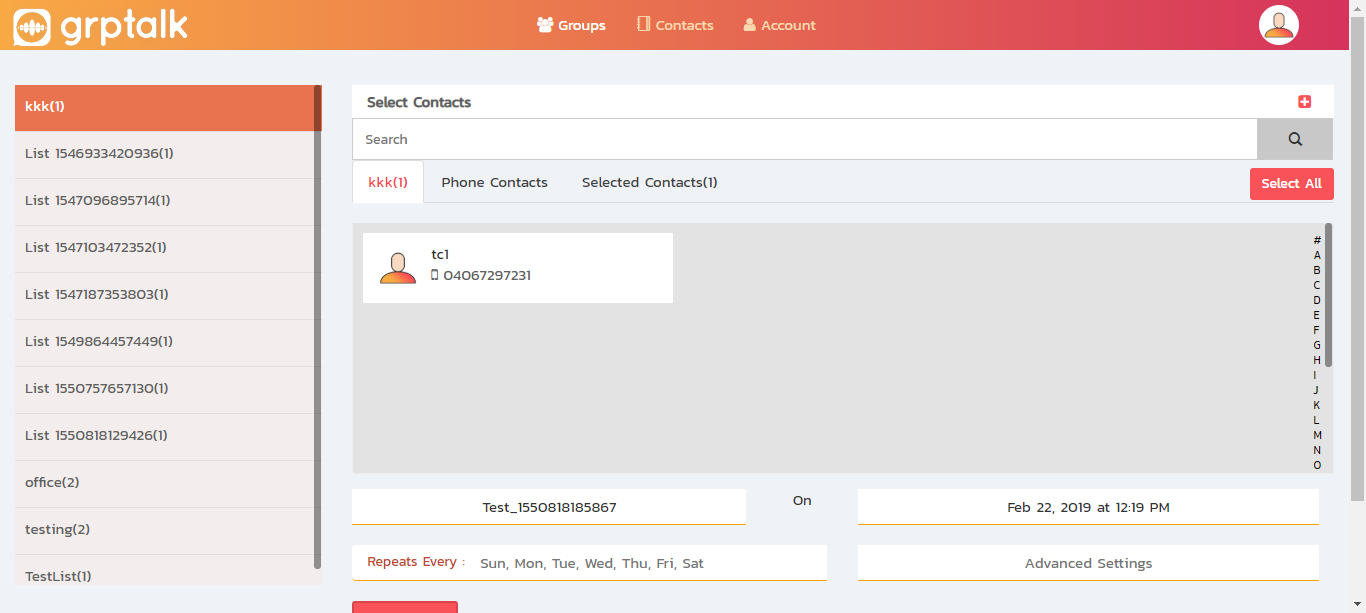 grptalk
Groups
Contacts
Account
kkk(1)
List 1546933420936(1)
List 1547096895714(1)
List 1547103472352(1)
List 1547187353803(1)
List 1549864457449(1)
List 1550757657130(1)
List 1550818129426(1)
office(2)
testing(2)
TestList(1)
Select Contacts
Search
kkk(1) Phone Contacts Selected Contacts(1) Select All
tc1
04067297231
#
A
B
C
D
E
F
G
H
I
J
K
L
M
N
O
Test_1550818185867 On Feb 22, 2019 at 12:19 PM
Repeats Every : Sun, Mon, Tue, Wed, Thu, Fri, Sat
Advanced Settings